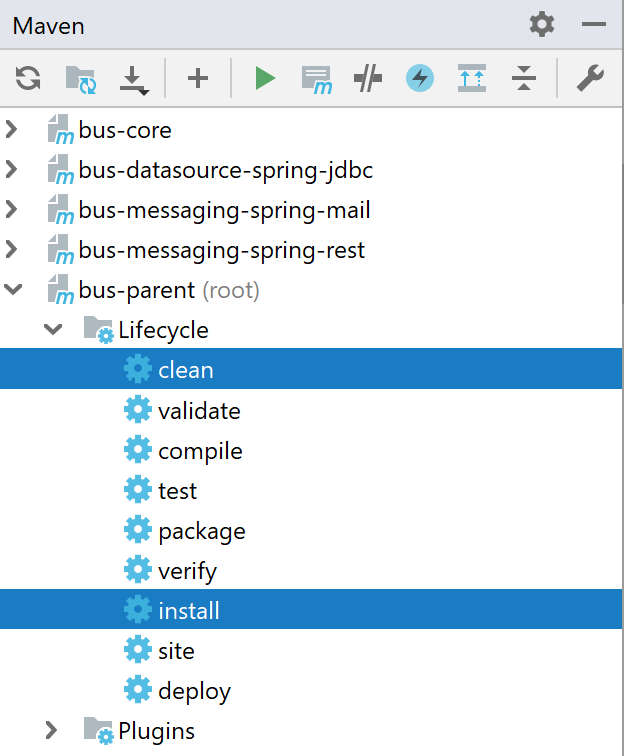 Maven
bus-core
bus-datasource-spring-jdbc
bus-messaging-spring-mail
bus-messaging-spring-rest
bus-parent (root)
Lifecycle
clean
validate
compile
test
package
verify
install
site
deploy
Plugins